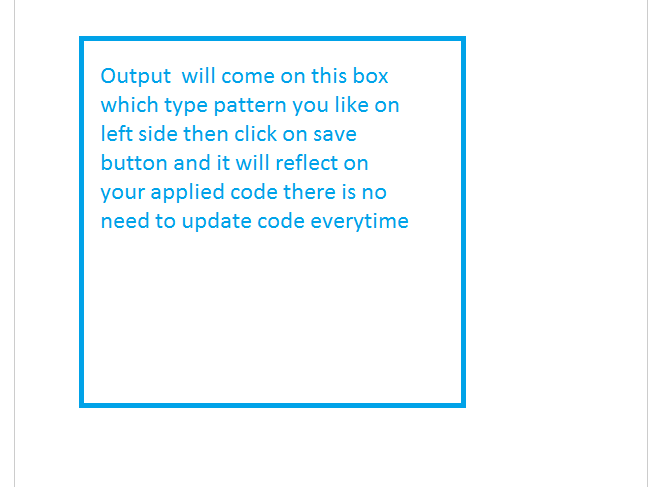 Output  will come on this box
which type pattern you like on
left side then click on save
button and it will reflect on
your applied code there is no
need to update code everytime